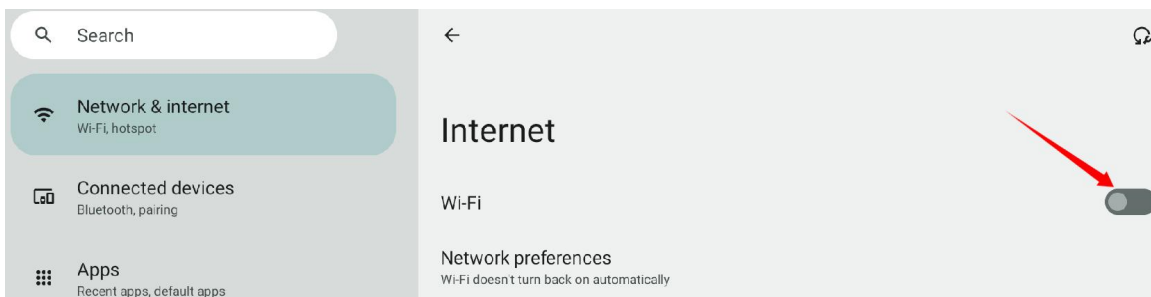 Search
Network & internet
Wi-Fi, hotspot
Connected devices
Bluetooth, pairing
Apps
Recent apps, default apps
Internet
Wi-Fi
Network preferences
Wi-Fi doesn't turn back on automatically